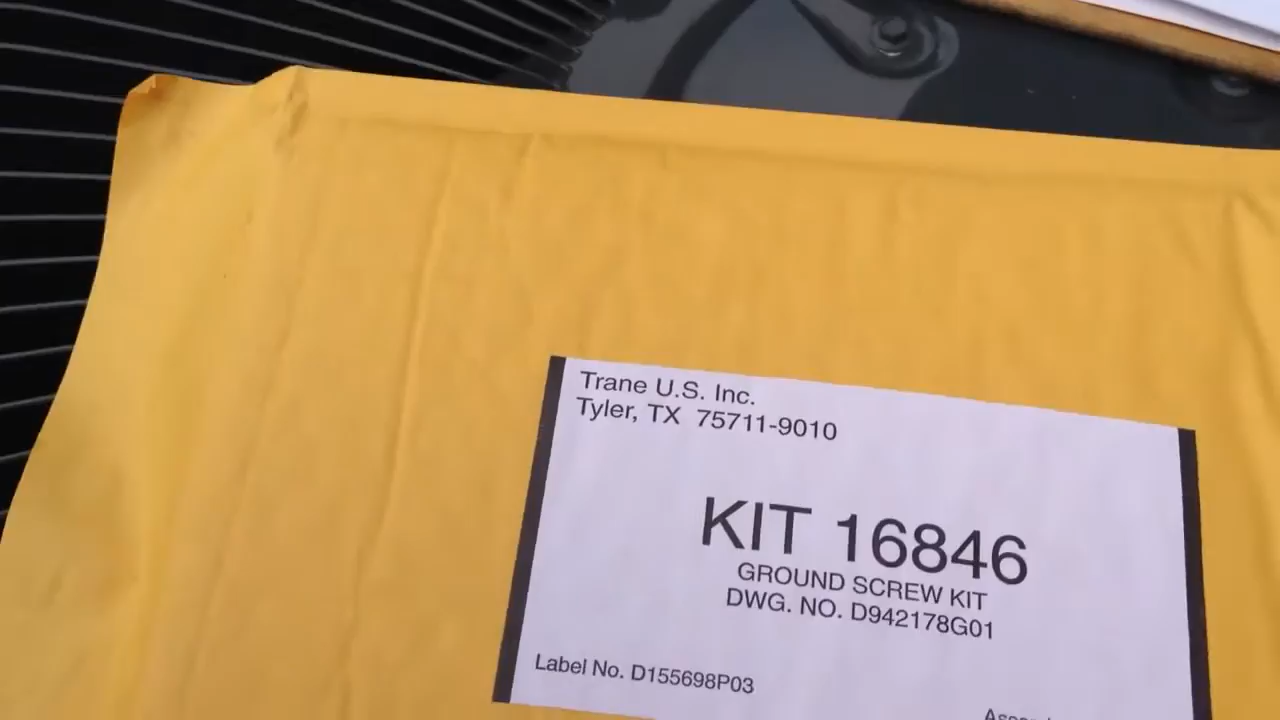 Trane U.S. Inc.
Tyler, TX 75711-9010
KIT 16846
GROUND SCREW KIT
DWG. NO. D942178G01
Label No. D155698P03